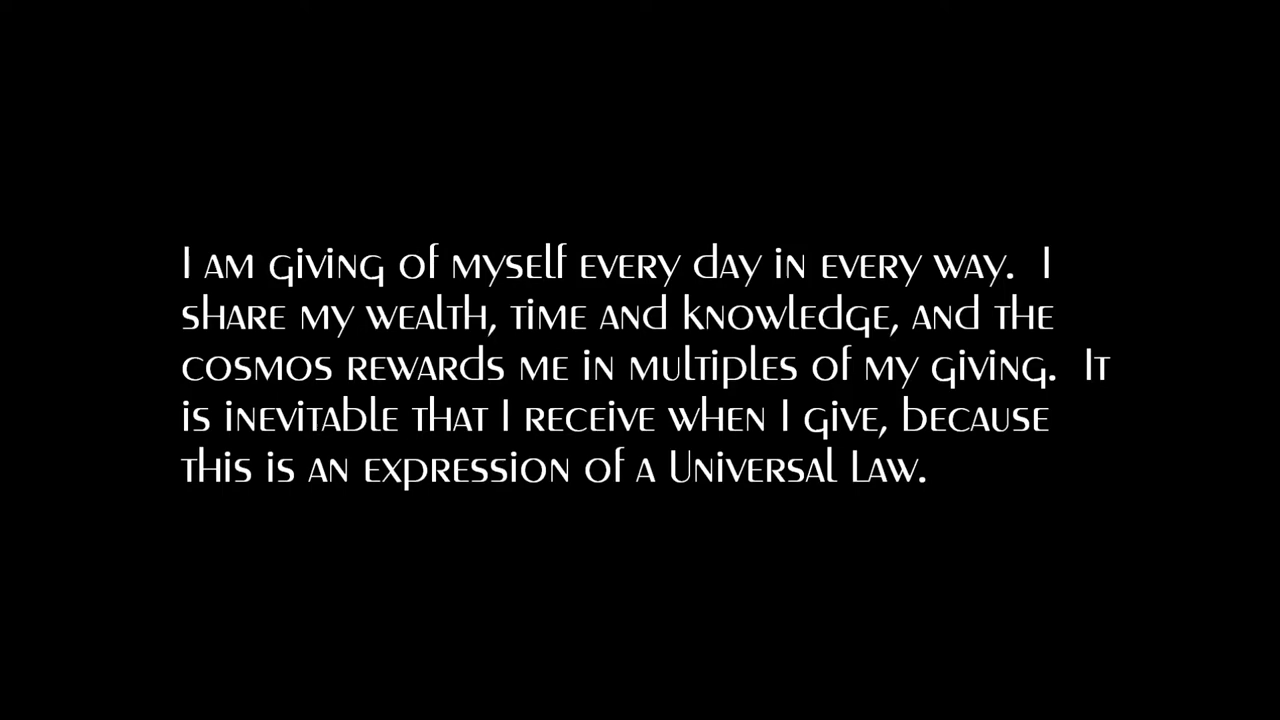 I am giving of myself every day in every way.  I
share my wealth, time and knowledge, and the
cosmos rewards me in multiples of my giving.  It
is inevitable that I receive when I give, because
this is an expression of a Universal Law.